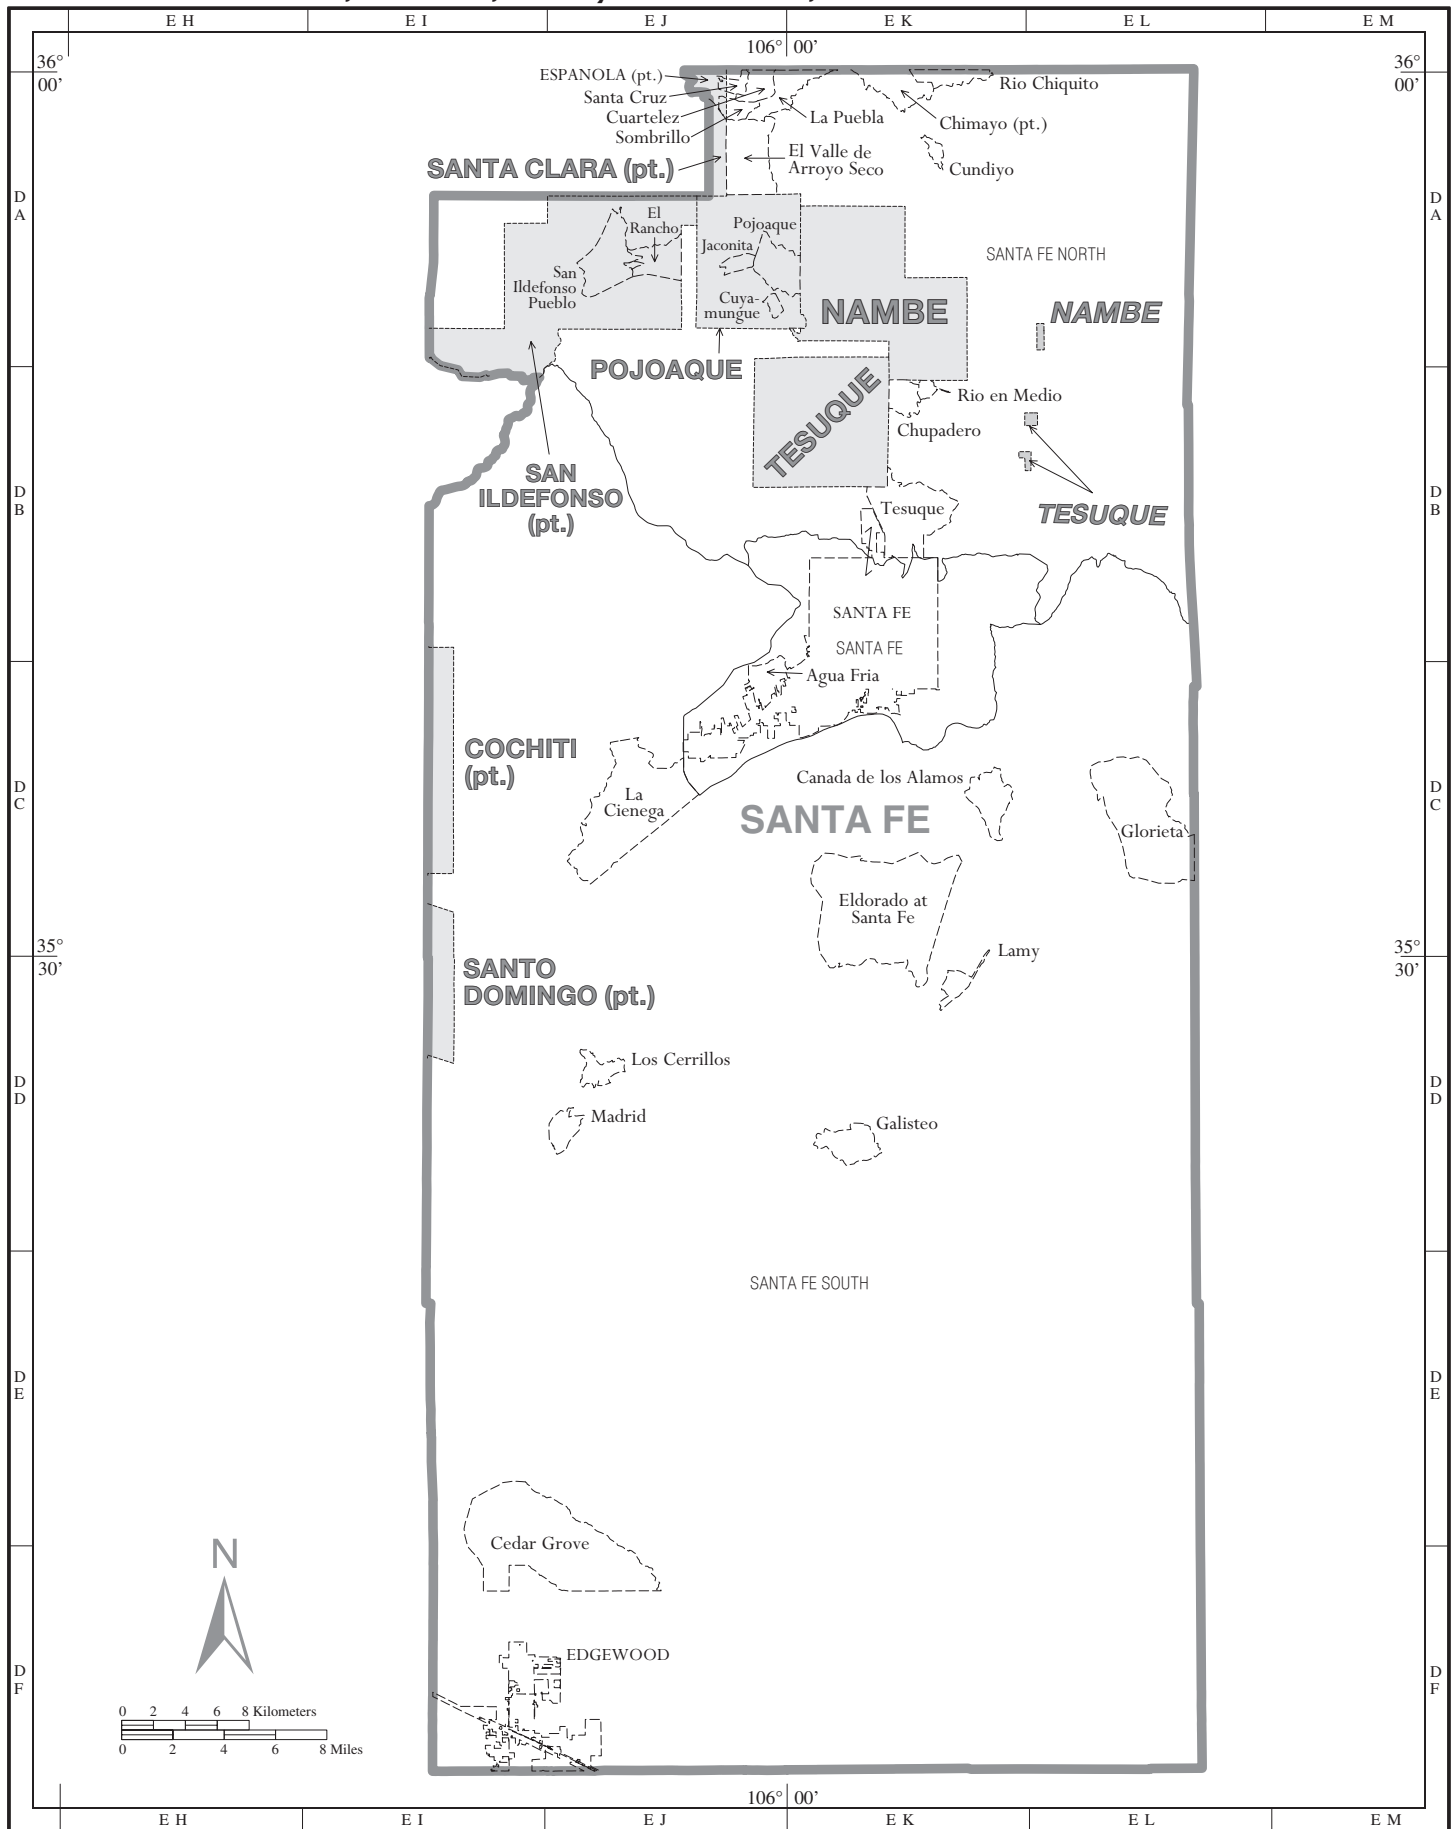 E H
E I
E J
E K
E L
E M
106° 00'
36°
00'
36°
00'
ESPANOLA (pt.)
Santa Cruz
Cuartelez
Sombrillo
La Puebla
Rio Chiquito
Chimayo (pt.)
El Valle de
Arroyo Seco
Cundiyo
SANTA CLARA (pt.)
D
A
D
A
El
Rancho
Pojoaque
Jaconita
SANTA FE NORTH
San
Ildefonso
Pueblo
Cuya-
mungue
NAMBE
NAMBE
POJOAQUE
TESUQUE
Rio en Medio
Chupadero
SAN
ILDEFONSO
(pt.)
D
B
D
B
Tesuque
TESUQUE
SANTA FE
SANTA FE
Agua Fria
COCHITI
(pt.)
D
C
D
C
La
Cienega
Canada de los Alamos
SANTA FE
Glorieta
Eldorado at
Santa Fe
Lamy
35°
30'
35°
30'
SANTO
DOMINGO (pt.)
Los Cerrillos
D
D
D
D
Madrid
Galisteo
SANTA FE SOUTH
D
E
D
E
Cedar Grove
N
EDGEWOOD
D
F
D
F
0 2 4 6 8 Kilometers
0 2 4 6 8 Miles
106° 00'
E H
E I
E J
E K
E L
E M